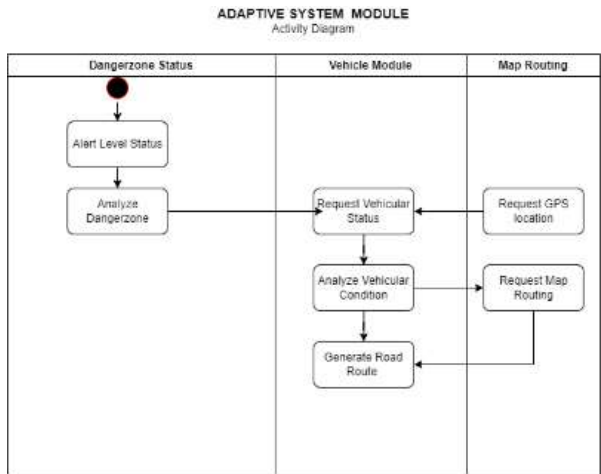 ADAPTIVE SYSTEM MODULE
Activity Diagram
Dangerzone Status
Vehicle Module
Map Routing
Alert Level Status
Analyze
Dangerzone
Request Vehicular
Status
Request GPS
location
Analyze Vehicular
Condition
Request Map
Routing
Generate Road
Route